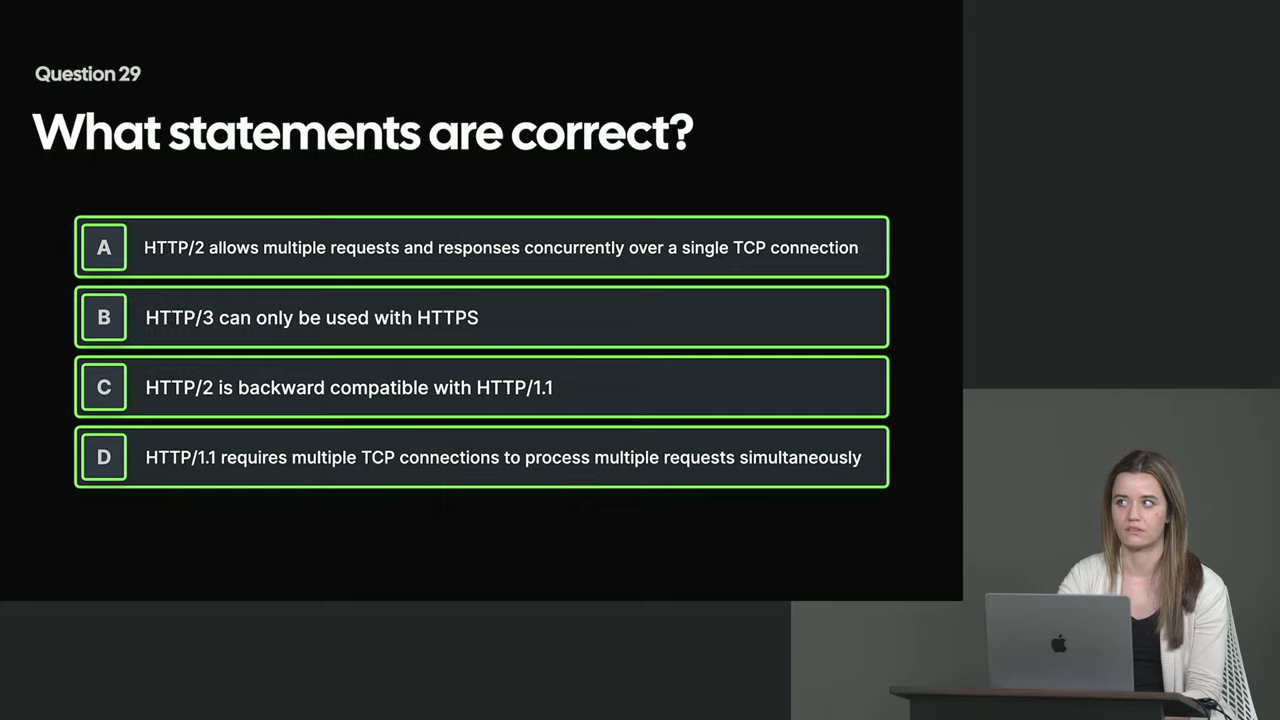 Question 29
What statements are correct?
A HTTP/2 allows multiple requests and responses concurrently over a single TCP connection
B HTTP/3 can only be used with HTTPS
C HTTP/2 is backward compatible with HTTP/1.1
D HTTP/1.1 requires multiple TCP connections to process multiple requests simultaneously